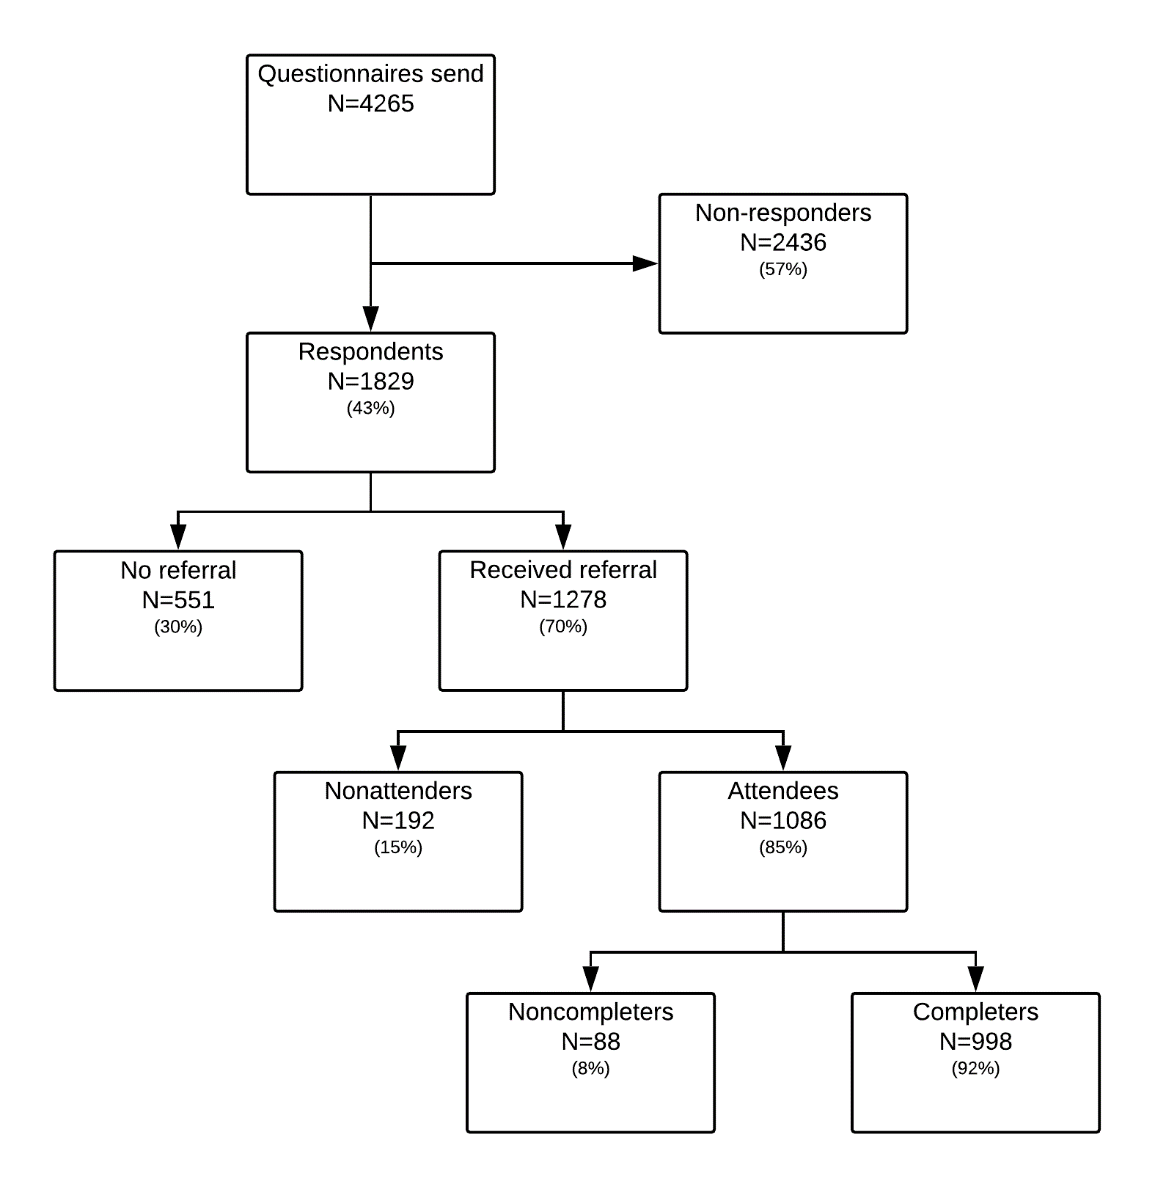 Questionnaires send
N=4265
Non-responders
N=2436
(57%)
Respondents
N=1829
(43%)
No referral
N=551
(30%)
Received referral
N=1278
(70%)
Nonattenders
N=192
(15%)
Attendees
N=1086
(85%)
Noncompleters
N=88
(8%)
Completers
N=998
(92%)